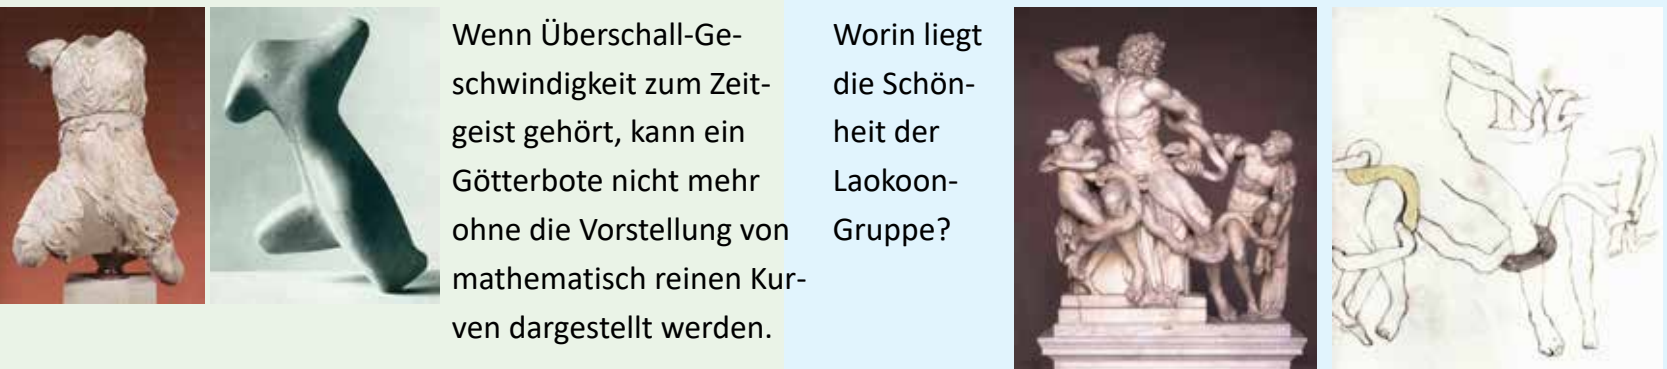 Wenn Überschall-Ge-
schwindigkeit zum Zeit-
geist gehört, kann ein
Götterbote nicht mehr
ohne die Vorstellung von
mathematisch reinen Kur-
ven dargestellt werden.
Worin liegt
die Schön-
heit der
Laokoon-
Gruppe?